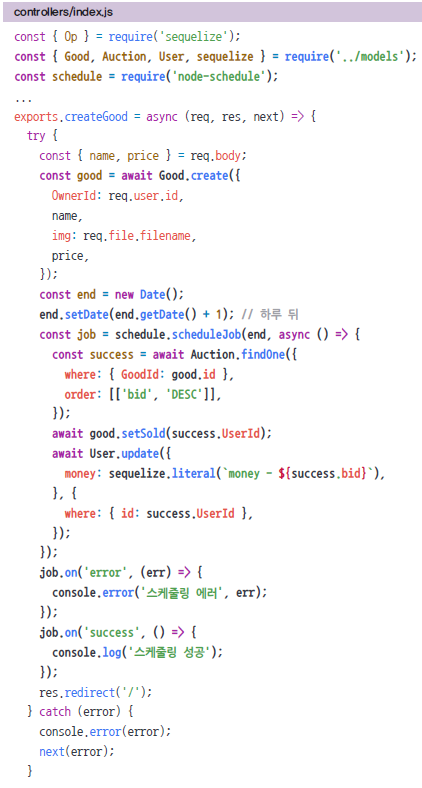 controllers/index.js
const { Op } = require('sequelize');
const { Good, Auction, User, sequelize } = require('../models');
const schedule = require('node-schedule');
...
exports.createGood = async (req, res, next) => {
  try {
    const { name, price } = req.body;
    const good = await Good.create({
      OwnerId: req.user.id,
      name,
      img: req.file.filename,
      price,
    });
    const end = new Date();
    end.setDate(end.getDate() + 1); // 하루 뒤
    const job = schedule.scheduleJob(end, async () => {
      const success = await Auction.findOne({
        where: { GoodId: good.id },
        order: [['bid', 'DESC']],
      });
      await good.setSold(success.UserId);
      await User.update({
        money: sequelize.literal(`money - ${success.bid}`),
      }, {
        where: { id: success.UserId },
      });
    });
    job.on('error', (err) => {
      console.error('스케줄링 에러', err);
    });
    job.on('success', () => {
      console.log('스케줄링 성공');
    });
    res.redirect('/');
  } catch (error) {
    console.error(error);
    next(error);
  }